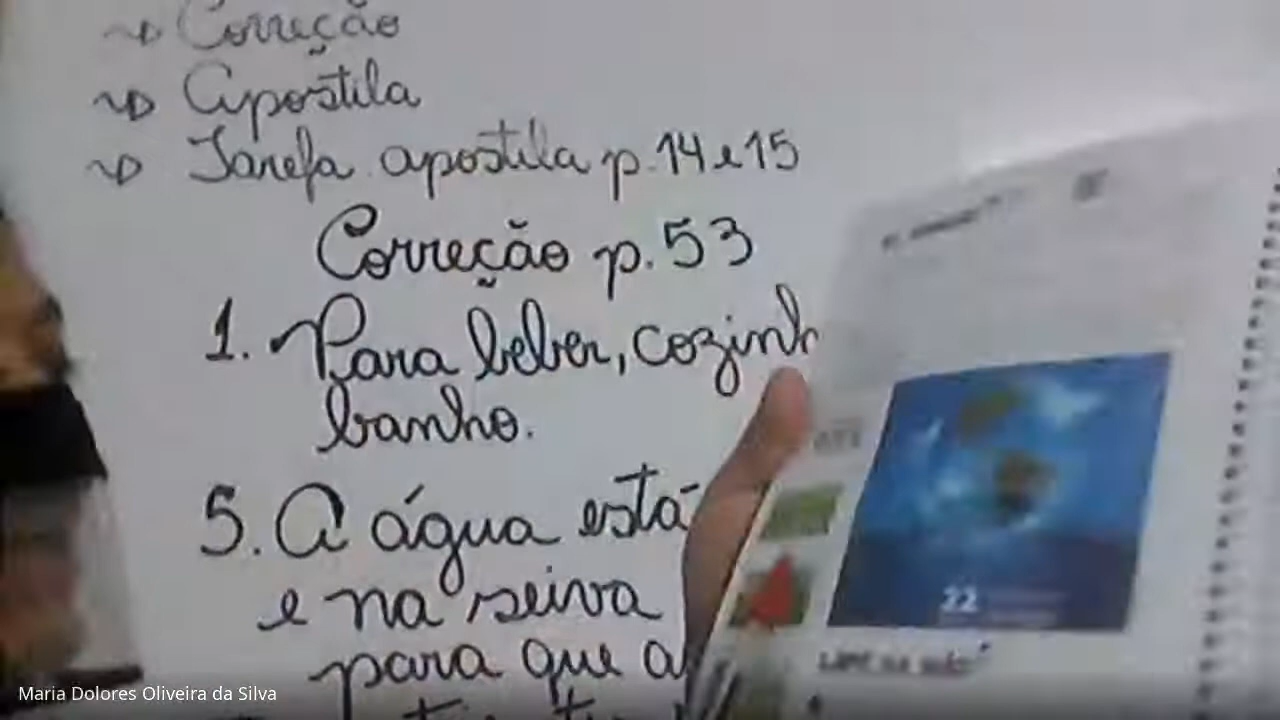 Correção
Apostila
Tarefa apostila p.14 e 15
Correção p.53
1. Para beber, cozinh
banho.
5. A água está
e na seiva
para que a
22
Maria Dolores Oliveira da Silva